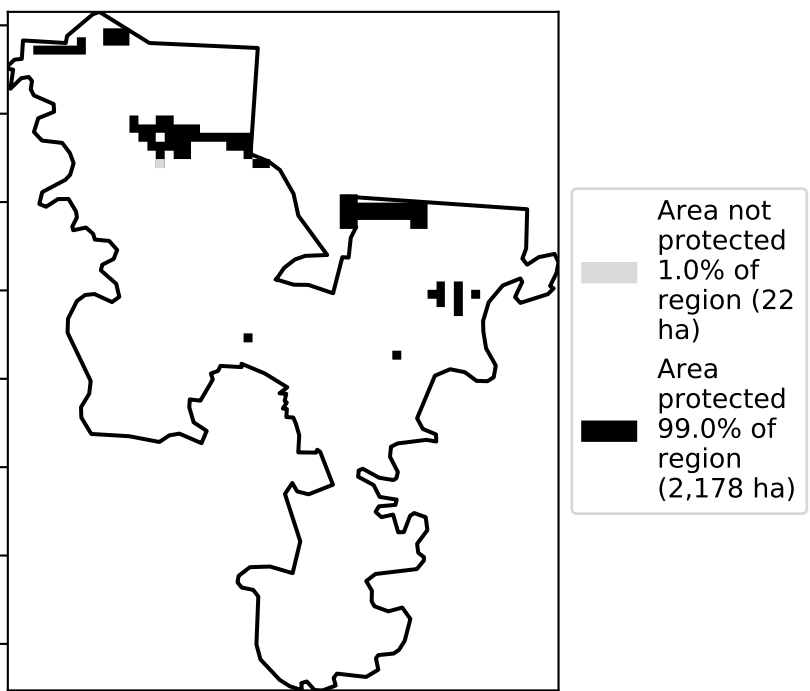 Area not
protected
1.0% of
region (22
ha)
Area
protected
99.0% of
region
(2,178 ha)